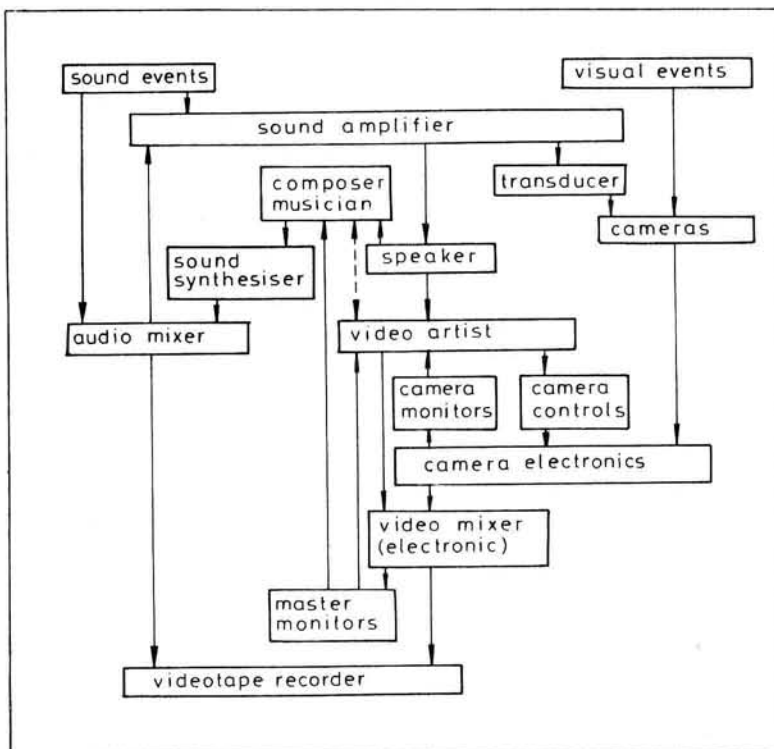 sound events
visual events
sound amplifier
composer
musician
transducer
cameras
speaker
sound
synthesiser
audio mixer
video artist
camera
monitors
camera
controls
camera electronics
video mixer
(electronic)
master
monitors
videotape recorder